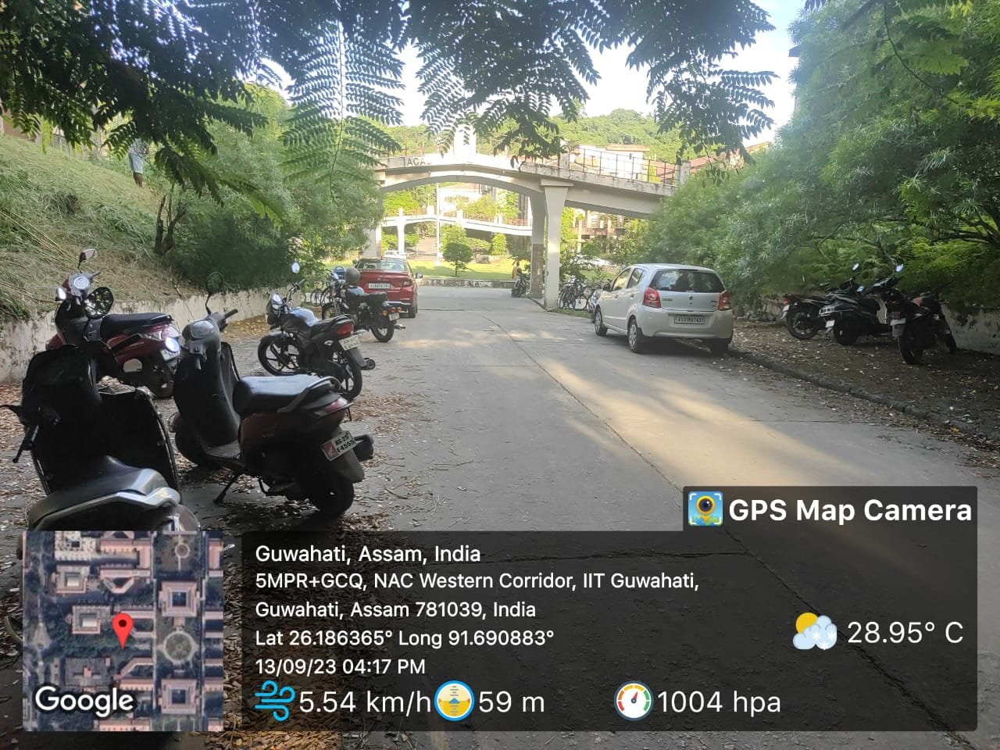 GPS Map Camera
Guwahati, Assam, India
5MPR+GCQ, NAC Western Corridor, IIT Guwahati,
Guwahati, Assam 781039, India
Lat 26.186365° Long 91.690883°
13/09/23 04:17 PM
28.95° C
5.54 km/h
59 m
1004 hpa
Google